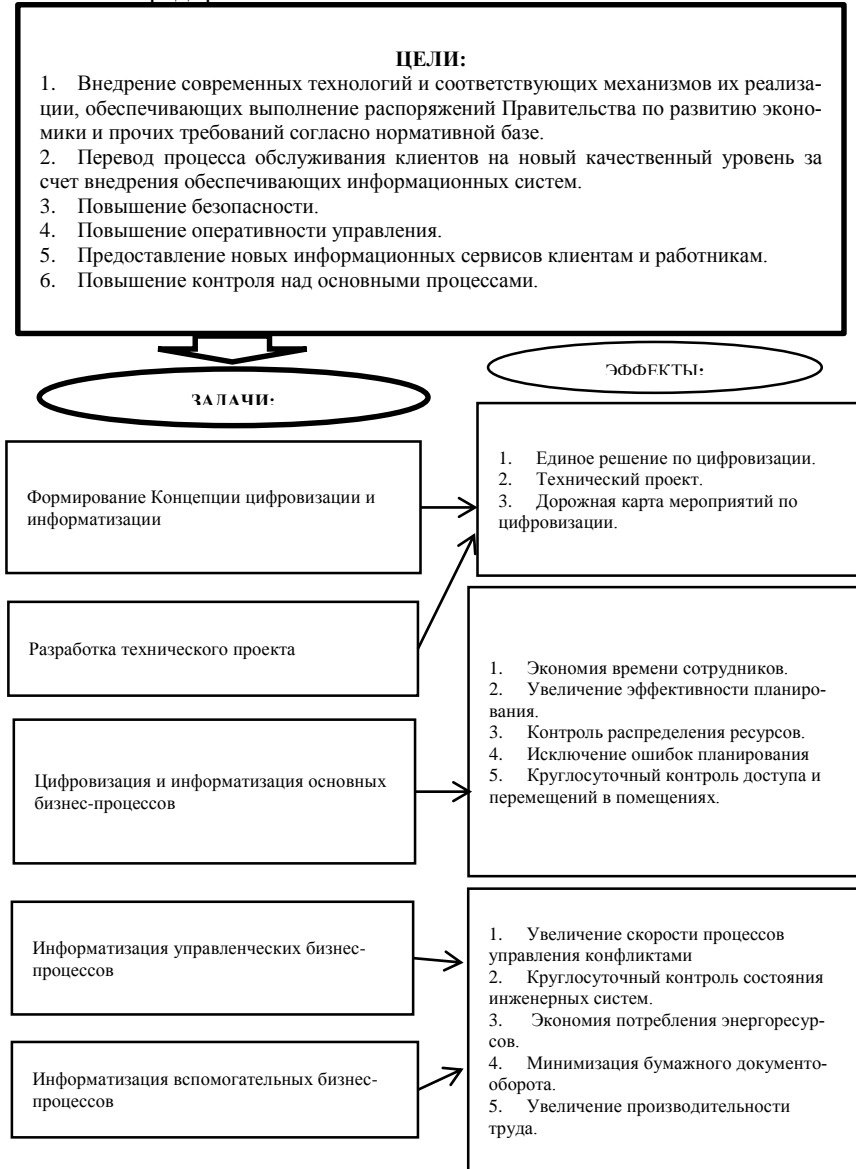 ЦЕЛИ:
1. Внедрение современных технологий и соответствующих механизмов их реализа-
ции, обеспечивающих выполнение распоряжений Правительства по развитию эконо-
мики и прочих требований согласно нормативной базе.
2. Перевод процесса обслуживания клиентов на новый качественный уровень за
счет внедрения обеспечивающих информационных систем.
3. Повышение безопасности.
4. Повышение оперативности управления.
5. Предоставление новых информационных сервисов клиентам и работникам.
6. Повышение контроля над основными процессами.
ЗАДАЧИ:
ЭФФЕКТЫ:
Формирование Концепции цифровизации и
информатизации
1. Единое решение по цифровизации.
2. Технический проект.
3. Дорожная карта мероприятий по
цифровизации.
Разработка технического проекта
Цифровизация и информатизация основных
бизнес-процессов
1. Экономия времени сотрудников.
2. Увеличение эффективности планиро-
вания.
3. Контроль распределения ресурсов.
4. Исключение ошибок планирования
5. Круглосуточный контроль доступа и
перемещений в помещениях.
Информатизация управленческих бизнес-
процессов
Информатизация вспомогательных бизнес-
процессов
1. Увеличение скорости процессов
управления конфликтами
2. Круглосуточный контроль состояния
инженерных систем.
3. Экономия потребления энергоресур-
сов.
4. Минимизация бумажного документо-
оборота.
5. Увеличение производительности
труда.